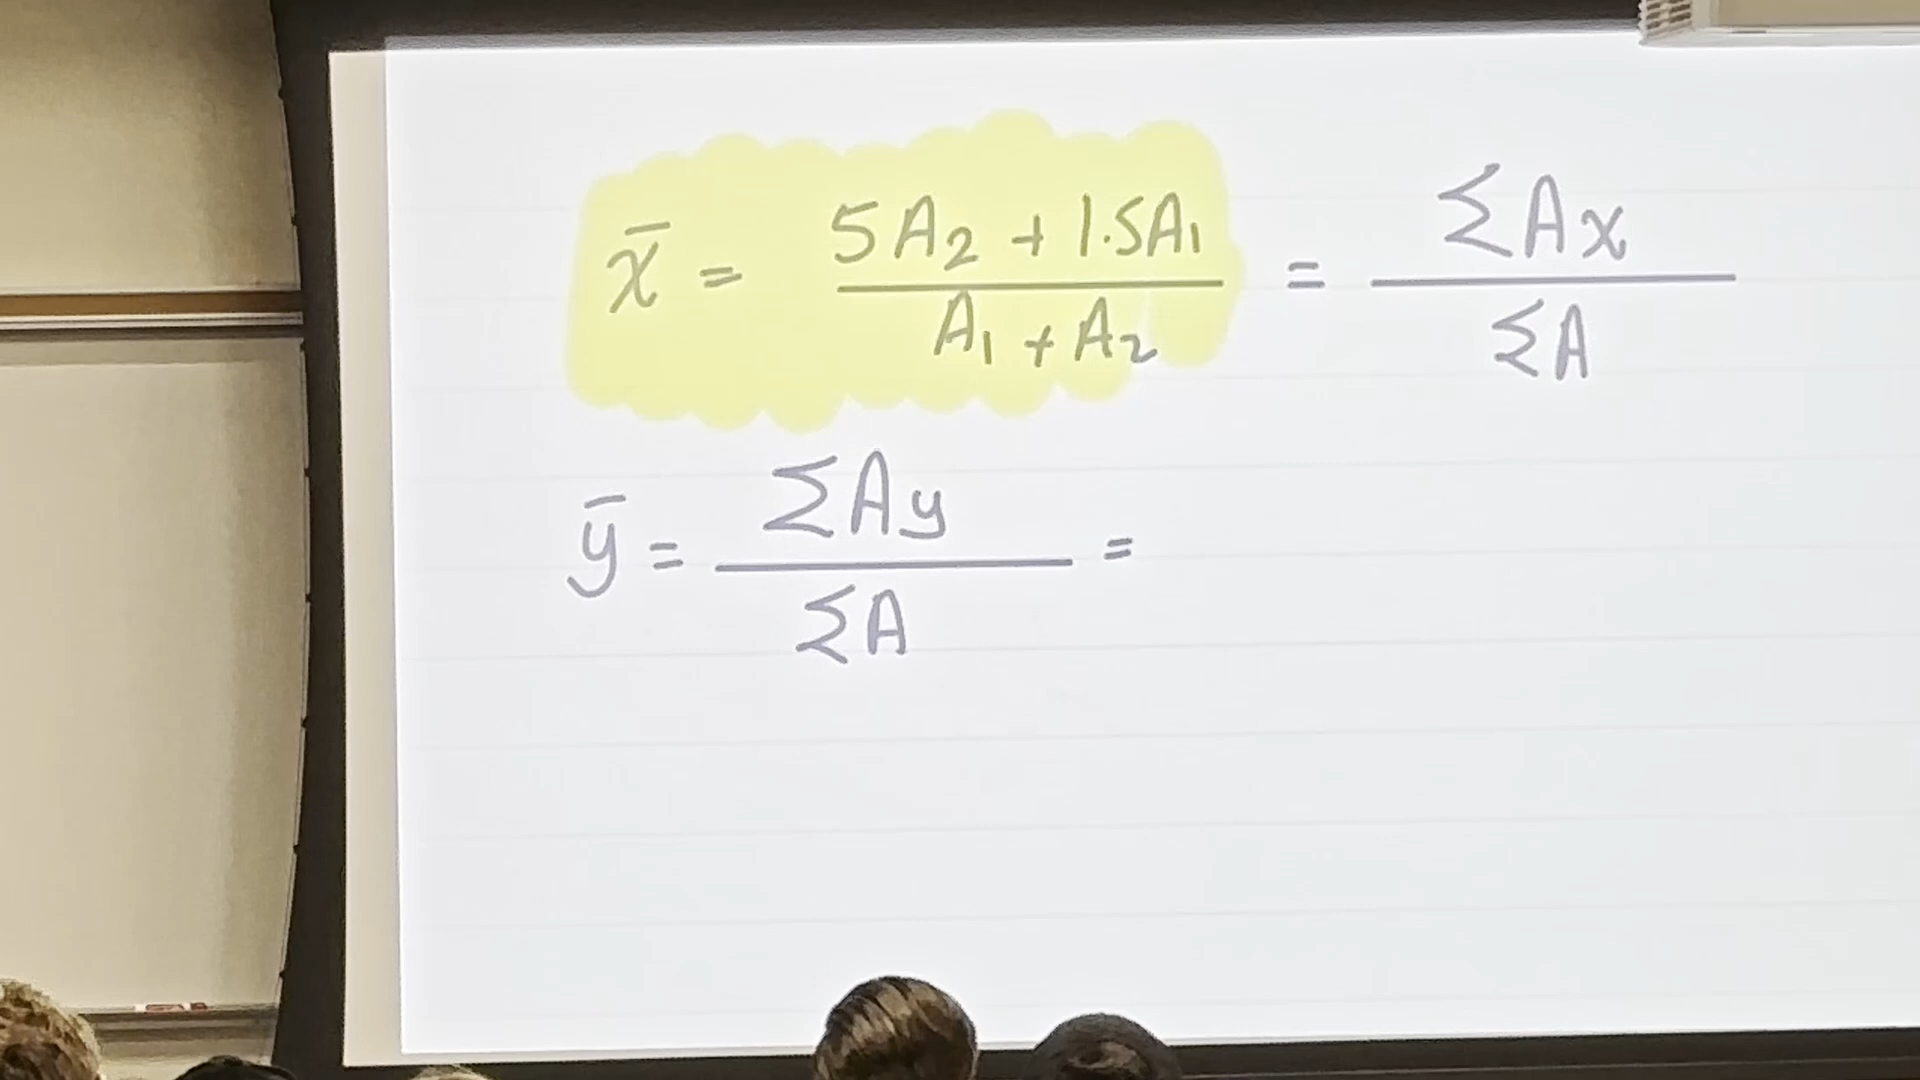 x̄ = (5A₂ + 1.5A₁) / (A₁ + A₂) = ΣAx / ΣA
ȳ = ΣAy / ΣA =